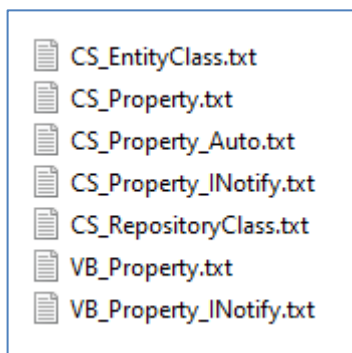 CS_EntityClass.txt
CS_Property.txt
CS_Property_Auto.txt
CS_Property_INotify.txt
CS_RepositoryClass.txt
VB_Property.txt
VB_Property_INotify.txt